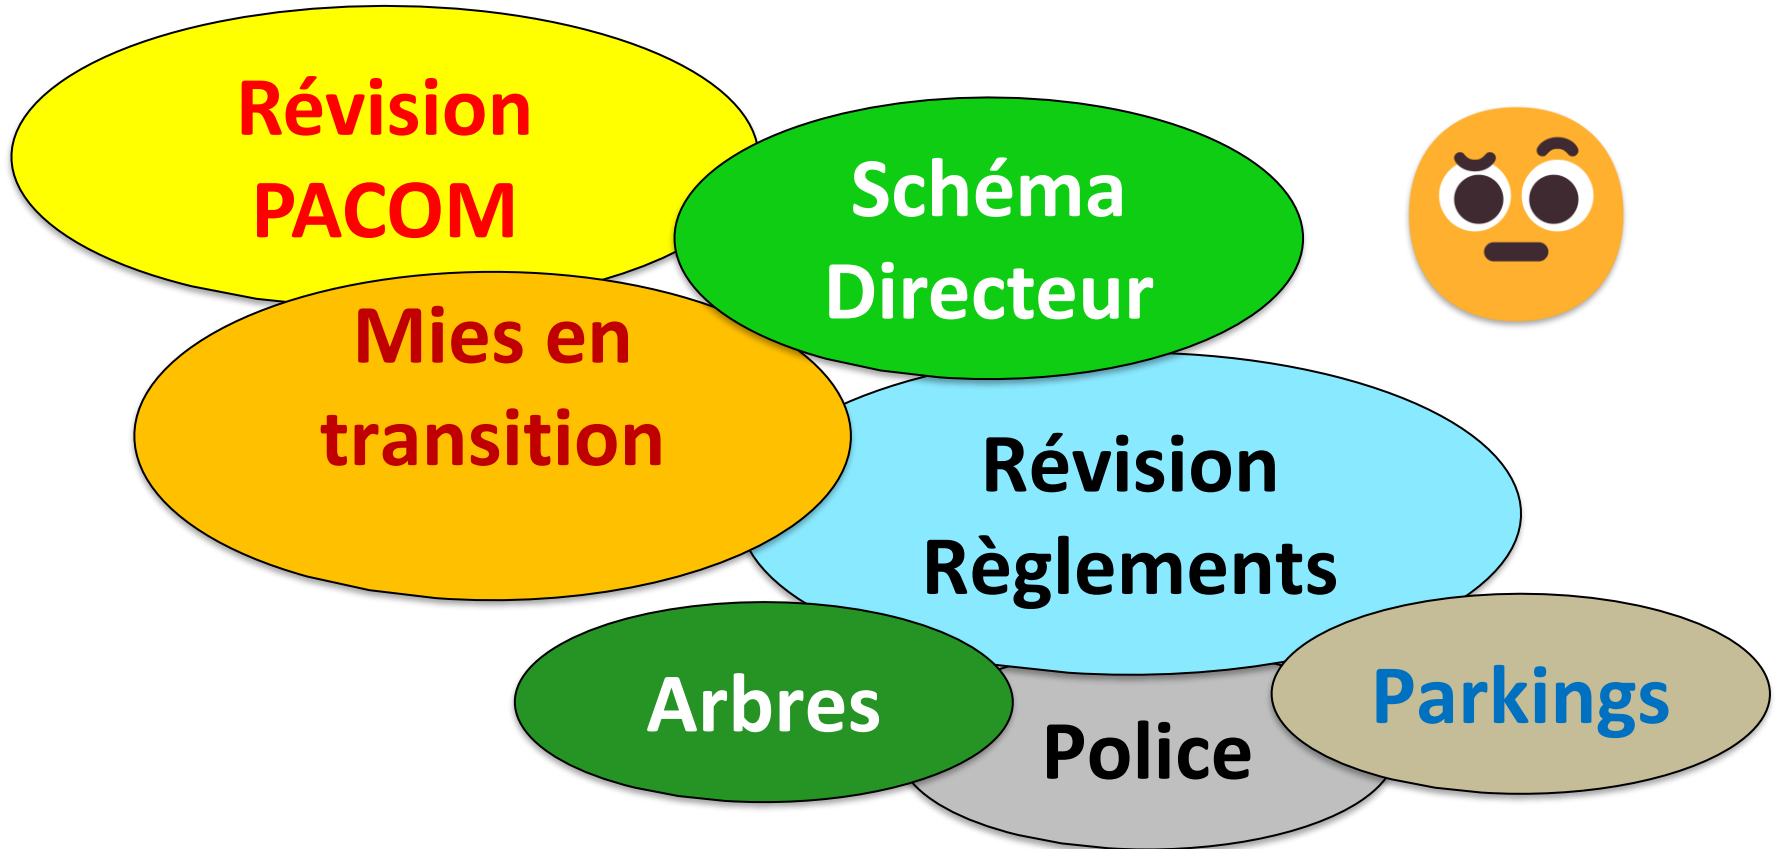 Révision
PACOM
Schéma
Directeur
Mies en
transition
Révision
Règlements
Arbres
Police
Parkings